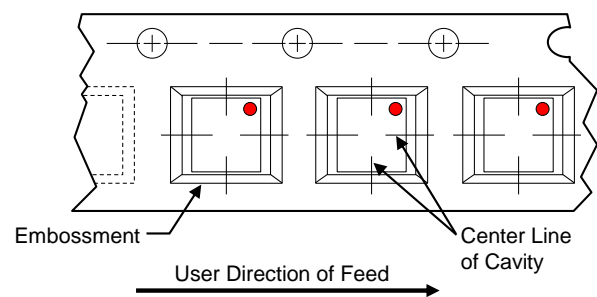 Embossment
Center Line
of Cavity
User Direction of Feed